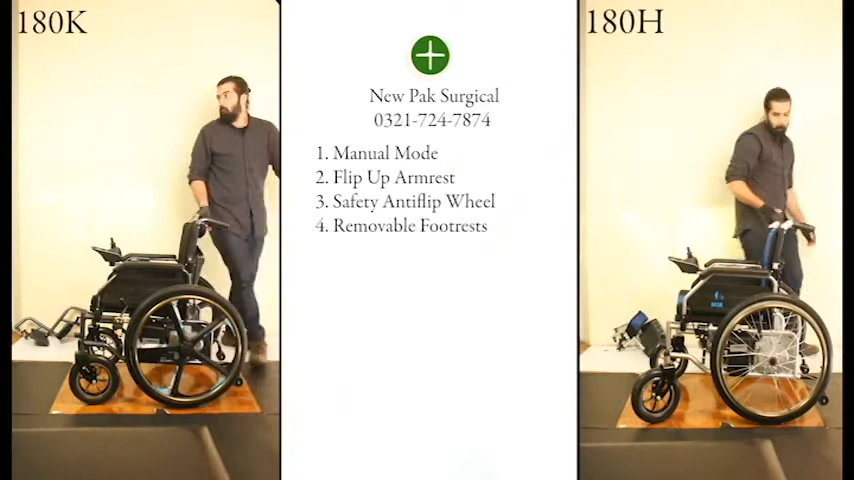 180K
New Pak Surgical
0321-724-7874
1. Manual Mode
2. Flip Up Armrest
3. Safety Antiflip Wheel
4. Removable Footrests
180H